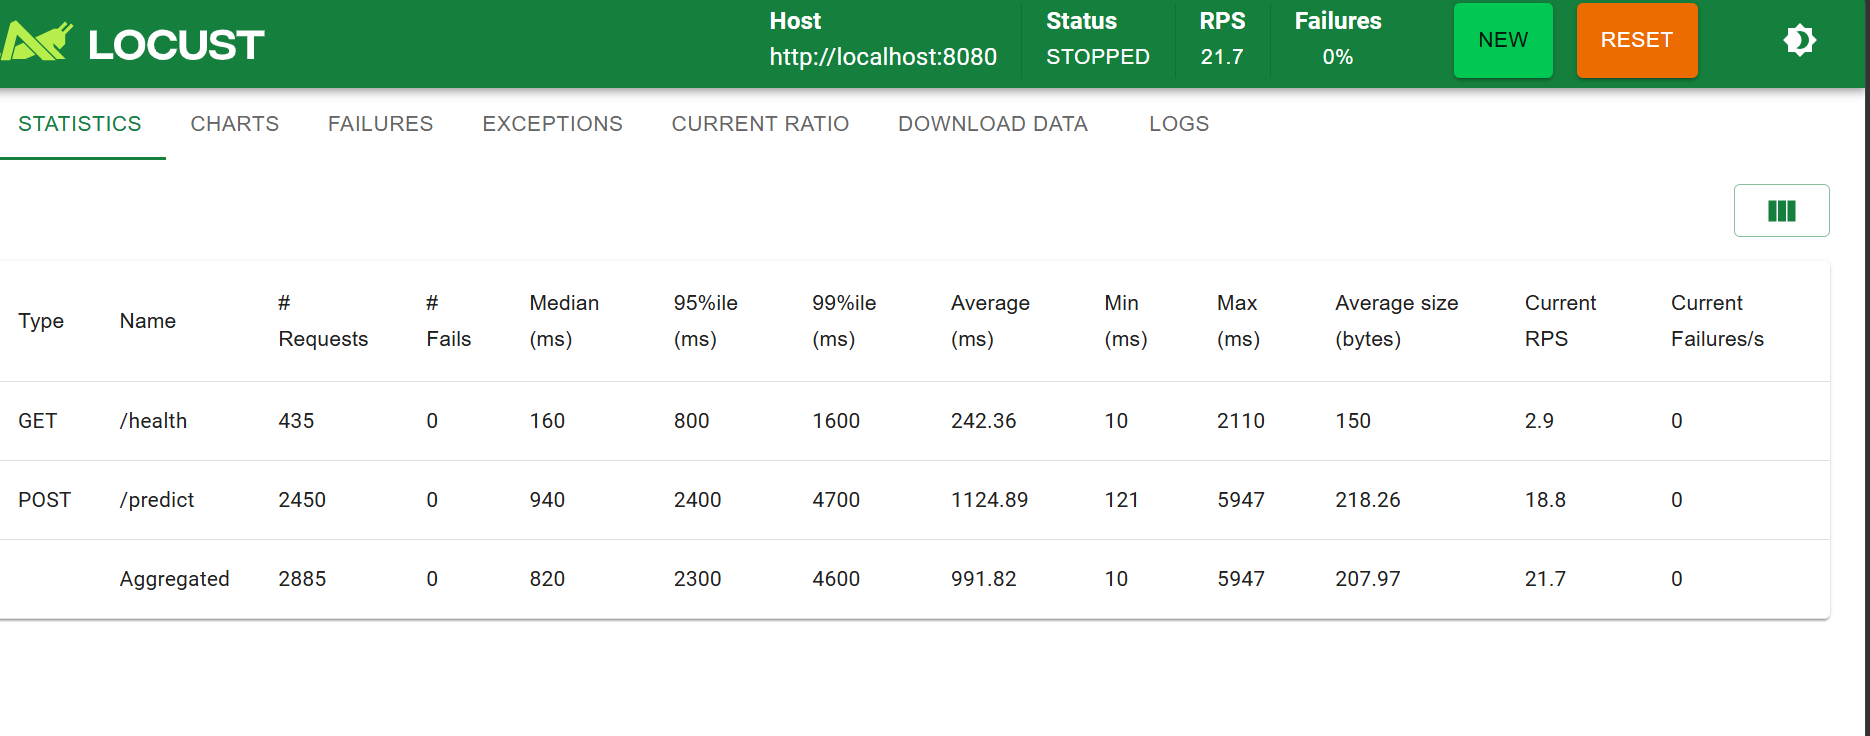 LOCUST
Host
http://localhost:8080
Status
STOPPED
RPS
21.7
Failures
0%
NEW
RESET
STATISTICS CHARTS FAILURES EXCEPTIONS CURRENT RATIO DOWNLOAD DATA LOGS
Type Name # Requests # Fails Median (ms) 95%ile (ms) 99%ile (ms) Average (ms) Min (ms) Max (ms) Average size (bytes) Current RPS Current Failures/s
GET /health 435 0 160 800 1600 242.36 10 2110 150 2.9 0
POST /predict 2450 0 940 2400 4700 1124.89 121 5947 218.26 18.8 0
Aggregated 2885 0 820 2300 4600 991.82 10 5947 207.97 21.7 0